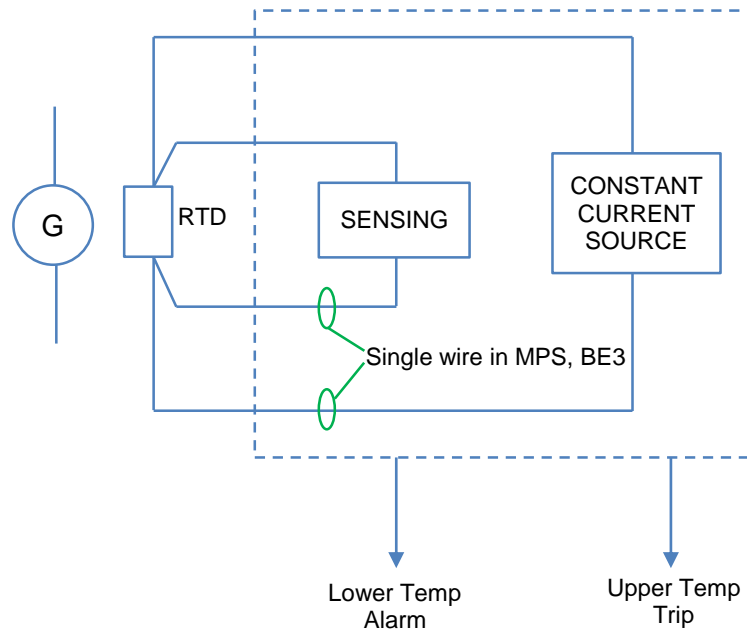 G
RTD
SENSING
CONSTANT
CURRENT
SOURCE
Single wire in MPS, BE3
Lower Temp
Alarm
Upper Temp
Trip